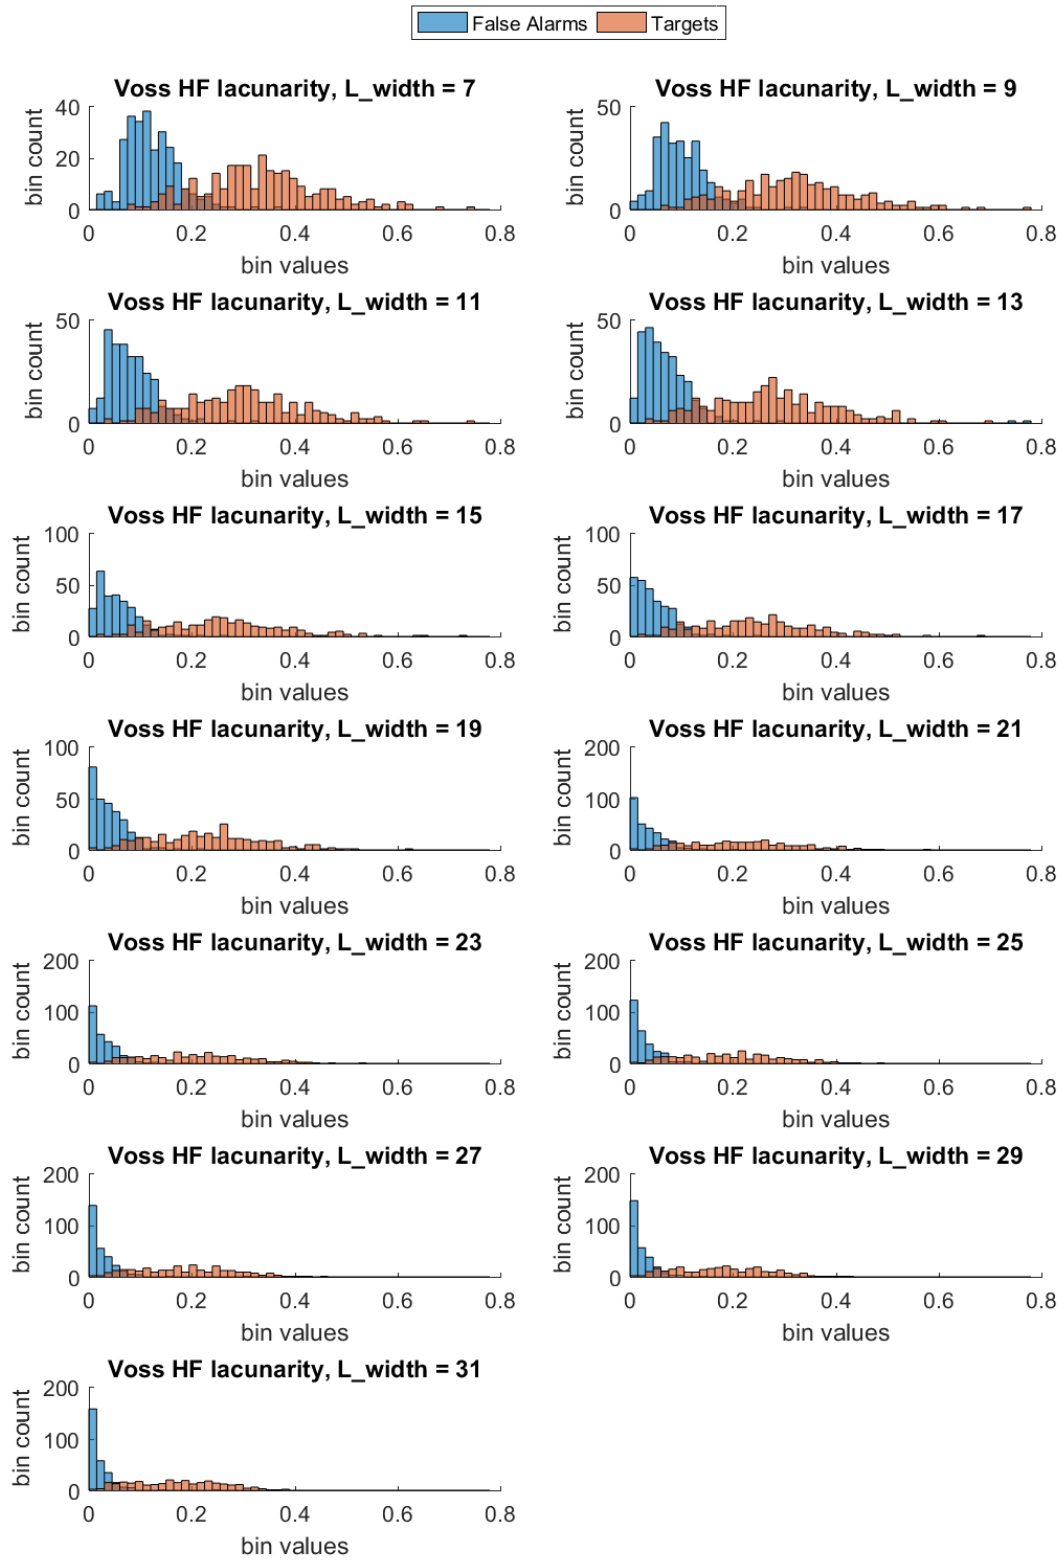 False Alarms Targets
Voss HF lacunarity, L_width = 7
bin count
40
20
0
0 0.2 0.4 0.6 0.8
bin values
Voss HF lacunarity, L_width = 9
bin count
50
0
0 0.2 0.4 0.6 0.8
bin values
Voss HF lacunarity, L_width = 11
bin count
50
0
0 0.2 0.4 0.6 0.8
bin values
Voss HF lacunarity, L_width = 13
bin count
50
0
0 0.2 0.4 0.6 0.8
bin values
Voss HF lacunarity, L_width = 15
bin count
100
50
0
0 0.2 0.4 0.6 0.8
bin values
Voss HF lacunarity, L_width = 17
bin count
100
50
0
0 0.2 0.4 0.6 0.8
bin values
Voss HF lacunarity, L_width = 19
bin count
100
50
0
0 0.2 0.4 0.6 0.8
bin values
Voss HF lacunarity, L_width = 21
bin count
200
100
0
0 0.2 0.4 0.6 0.8
bin values
Voss HF lacunarity, L_width = 23
bin count
200
100
0
0 0.2 0.4 0.6 0.8
bin values
Voss HF lacunarity, L_width = 25
bin count
200
100
0
0 0.2 0.4 0.6 0.8
bin values
Voss HF lacunarity, L_width = 27
bin count
200
100
0
0 0.2 0.4 0.6 0.8
bin values
Voss HF lacunarity, L_width = 29
bin count
200
100
0
0 0.2 0.4 0.6 0.8
bin values
Voss HF lacunarity, L_width = 31
bin count
200
100
0
0 0.2 0.4 0.6 0.8
bin values